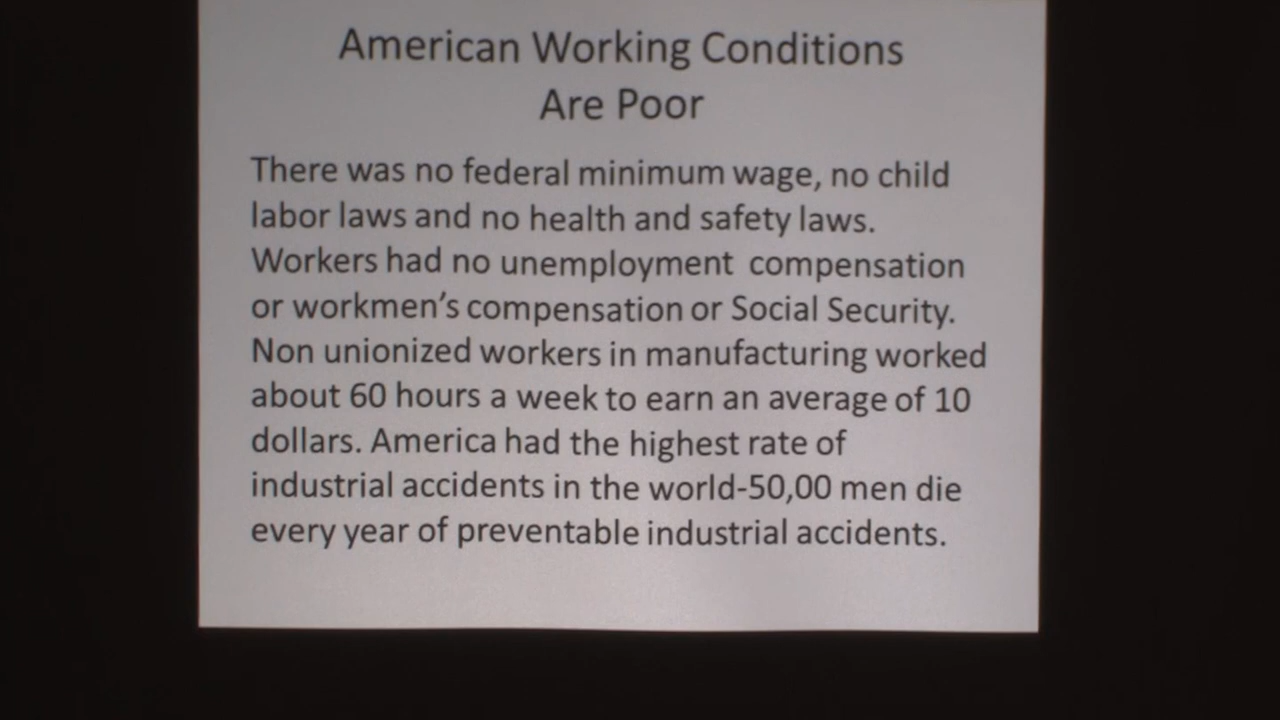 American Working Conditions
Are Poor
There was no federal minimum wage, no child
labor laws and no health and safety laws.
Workers had no unemployment compensation
or workmen's compensation or Social Security.
Non unionized workers in manufacturing worked
about 60 hours a week to earn an average of 10
dollars. America had the highest rate of
industrial accidents in the world-50,00 men die
every year of preventable industrial accidents.